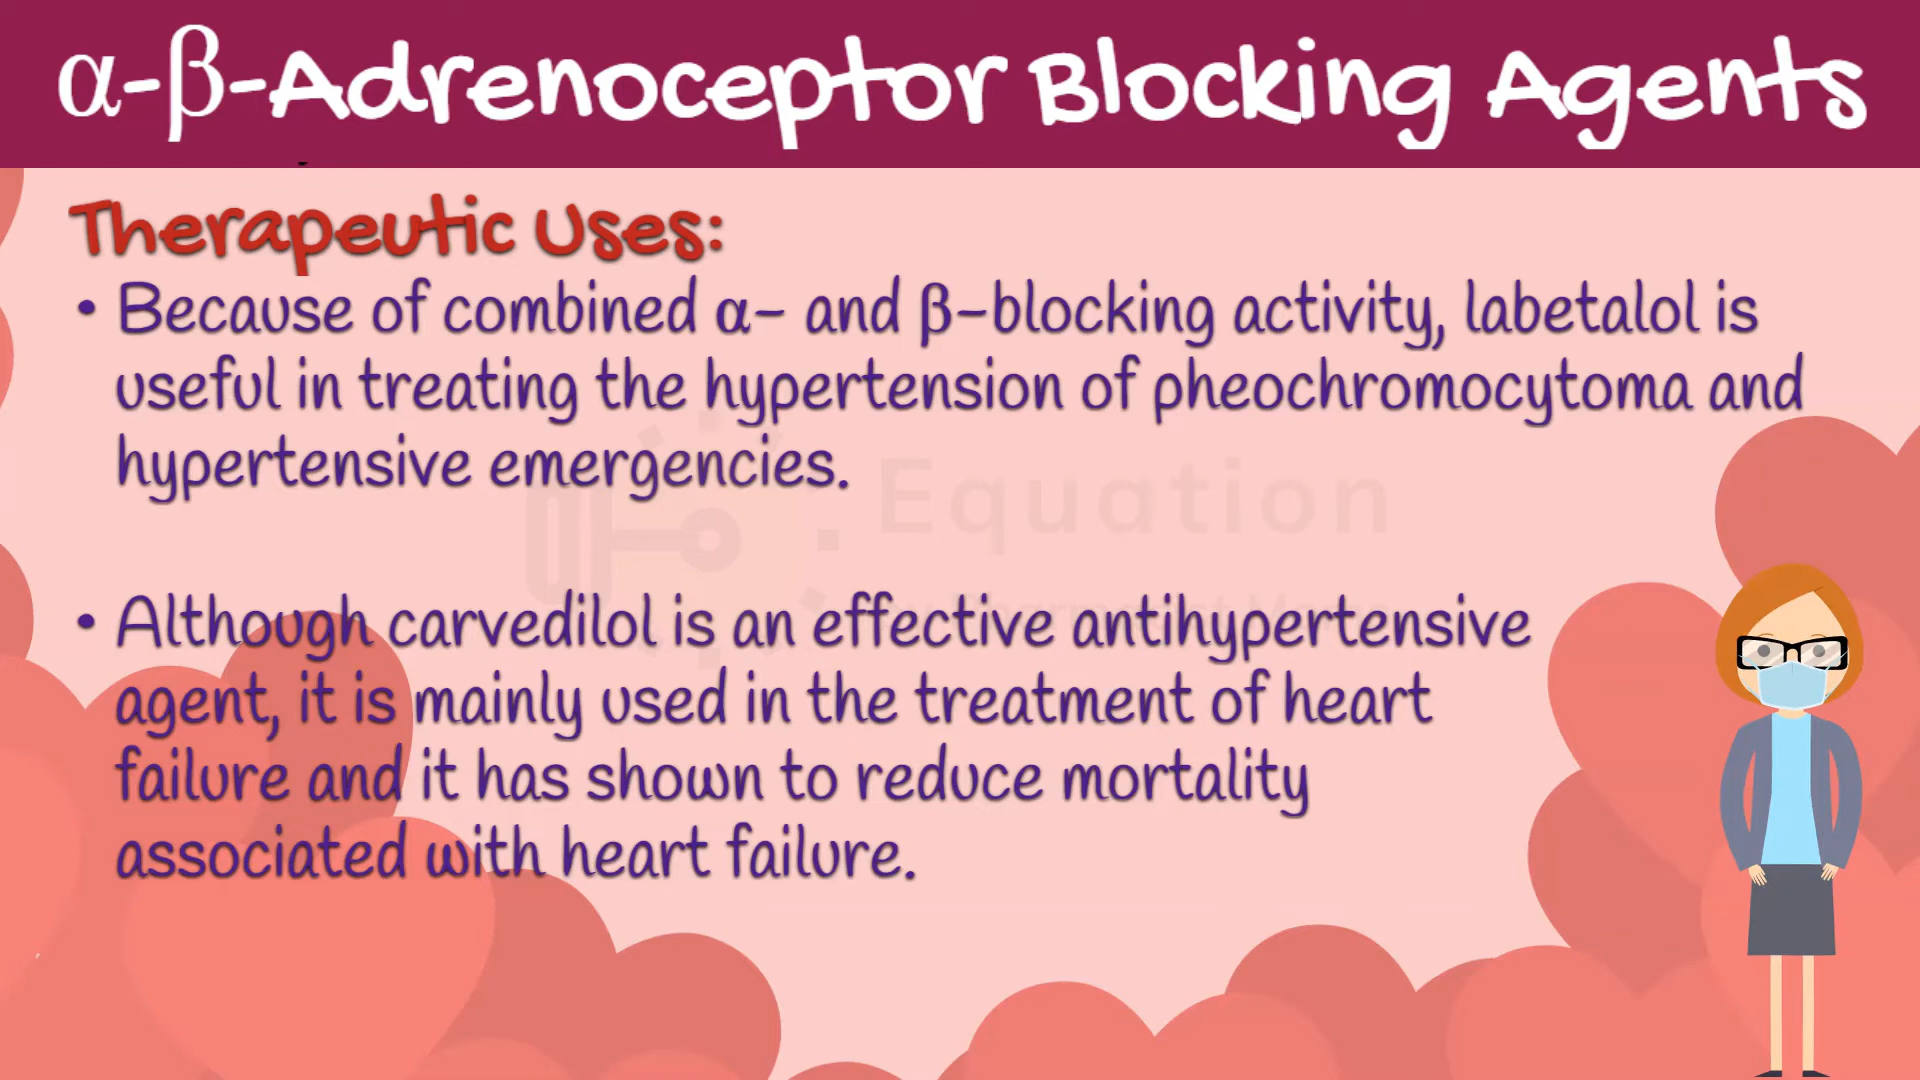 α-β-Adrenoceptor Blocking Agents
Therapeutic Uses:
• Because of combined α- and β-blocking activity, labetalol is
useful in treating the hypertension of pheochromocytoma and
hypertensive emergencies.
Equation
• Although carvedilol is an effective antihypertensive
agent, it is mainly used in the treatment of heart
failure and it has shown to reduce mortality
associated with heart failure.